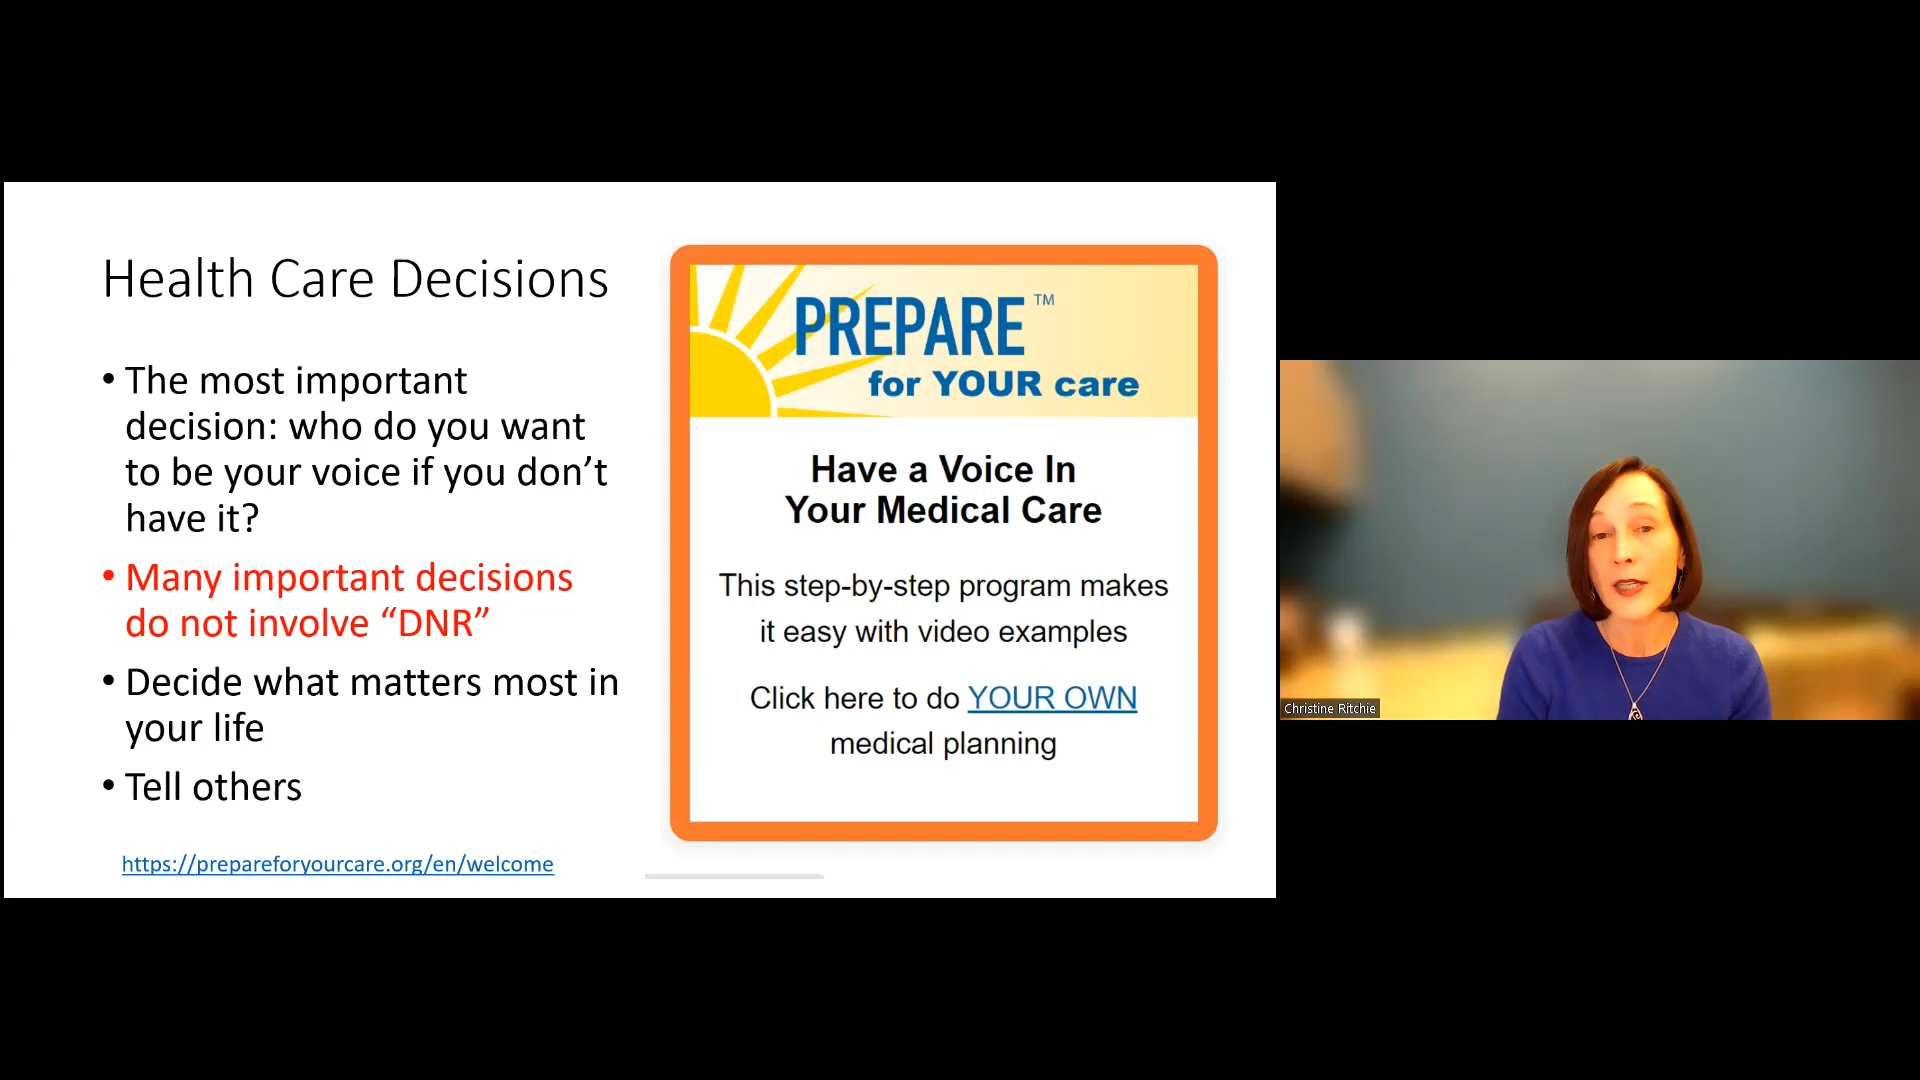 Health Care Decisions
• The most important
decision: who do you want
to be your voice if you don’t
have it?
• Many important decisions
do not involve “DNR”
• Decide what matters most in
your life
• Tell others
https://prepareforyourcare.org/en/welcome
PREPARE™
for YOUR care
Have a Voice In
Your Medical Care
This step-by-step program makes
it easy with video examples
Click here to do YOUR OWN
medical planning
Christine Ritchie